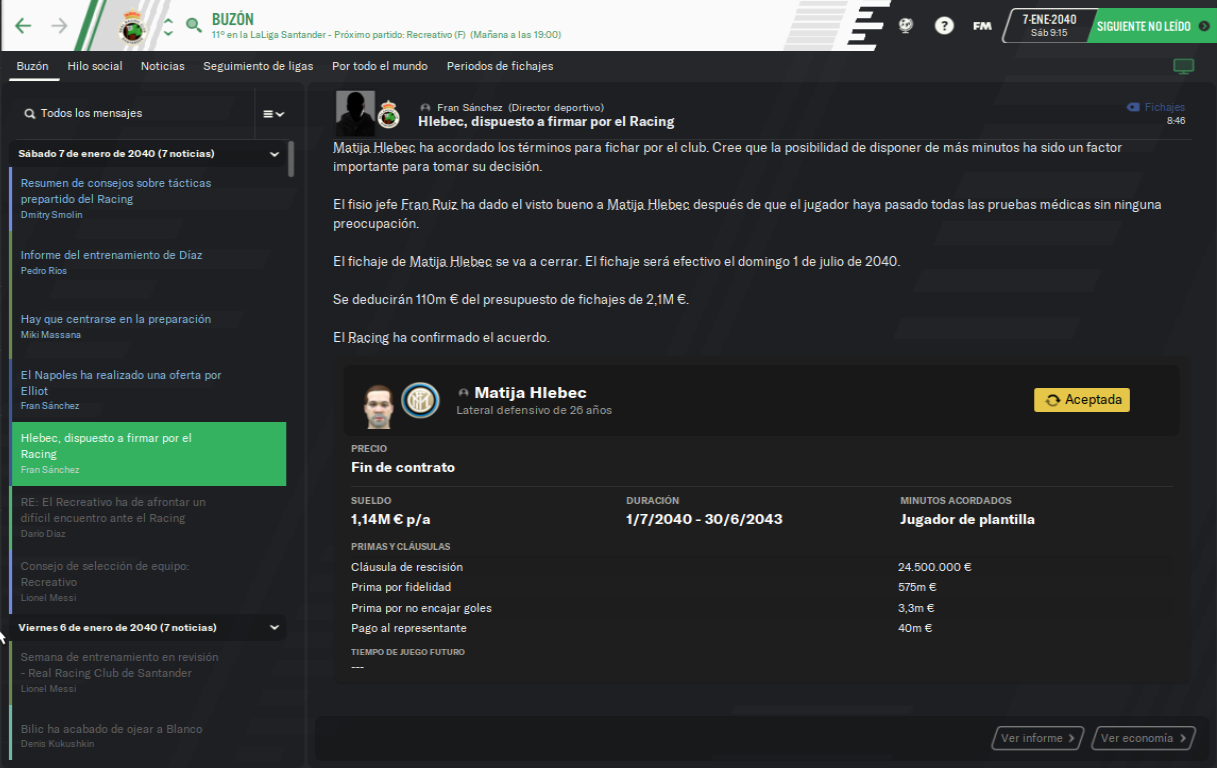 BUZÓN
11º en la LaLiga Santander - Próximo partido: Recreativo (F) (Mañana a las 19:00)
?
FM
7-ENE-2040
Sáb 9:15
SIGUIENTE NO LEÍDO
Buzón Hilo social Noticias Seguimiento de ligas Por todo el mundo Periodos de fichajes
Todos los mensajes
Sábado 7 de enero de 2040 (7 noticias)
Resumen de consejos sobre tácticas
prepartido del Racing
Dmitry Smolin
Informe del entrenamiento de Díaz
Pedro Ríos
Hay que centrarse en la preparación
Miki Massana
El Napoles ha realizado una oferta por
Elliot
Fran Sánchez
Hlebec, dispuesto a firmar por el
Racing
Fran Sánchez
RE: El Recreativo ha de afrontar un
difícil encuentro ante el Racing
Darío Díaz
Consejo de selección de equipo:
Recreativo
Lionel Messi
Viernes 6 de enero de 2040 (7 noticias)
Semana de entrenamiento en revisión
- Real Racing Club de Santander
Lionel Messi
Bilic ha acabado de ojear a Blanco
Denis Kukushkin
Fran Sánchez (Director deportivo)
Hlebec, dispuesto a firmar por el Racing
Fichajes
8:46
Matija Hlebec ha acordado los términos para fichar por el club. Cree que la posibilidad de disponer de más minutos ha sido un factor
importante para tomar su decisión.
El fisio jefe Fran Ruiz ha dado el visto bueno a Matija Hlebec después de que el jugador haya pasado todas las pruebas médicas sin ninguna
preocupación.
El fichaje de Matija Hlebec se va a cerrar. El fichaje será efectivo el domingo 1 de julio de 2040.
Se deducirán 110m € del presupuesto de fichajes de 2,1M €.
El Racing ha confirmado el acuerdo.
Matija Hlebec
Lateral defensivo de 26 años
Aceptada
PRECIO
Fin de contrato
SUELDO DURACIÓN MINUTOS ACORDADOS
1,14M € p/a 1/7/2040 - 30/6/2043 Jugador de plantilla
PRIMAS Y CLÁUSULAS
Cláusula de rescisión 24.500.000 €
Prima por fidelidad 575m €
Prima por no encajar goles 3,3m €
Pago al representante 40m €
TIEMPO DE JUEGO FUTURO
---
Ver informe Ver economía